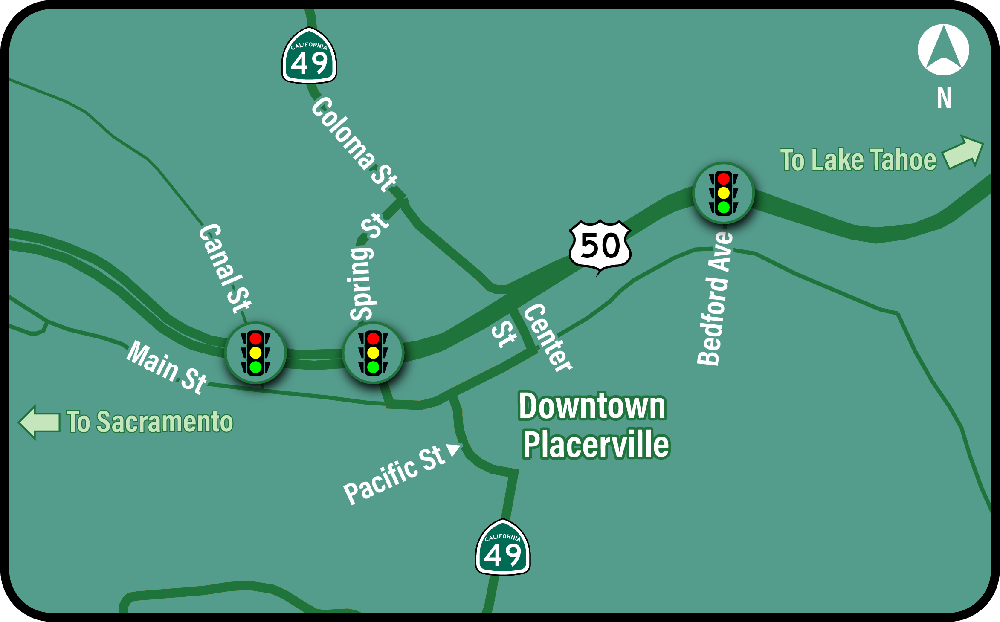 CALIFORNIA
49
N
Coloma St
To Lake Tahoe
Spring St
Canal St
50
Bedford Ave
Center
St
Main St
Downtown
Placerville
To Sacramento
Pacific St
CALIFORNIA
49